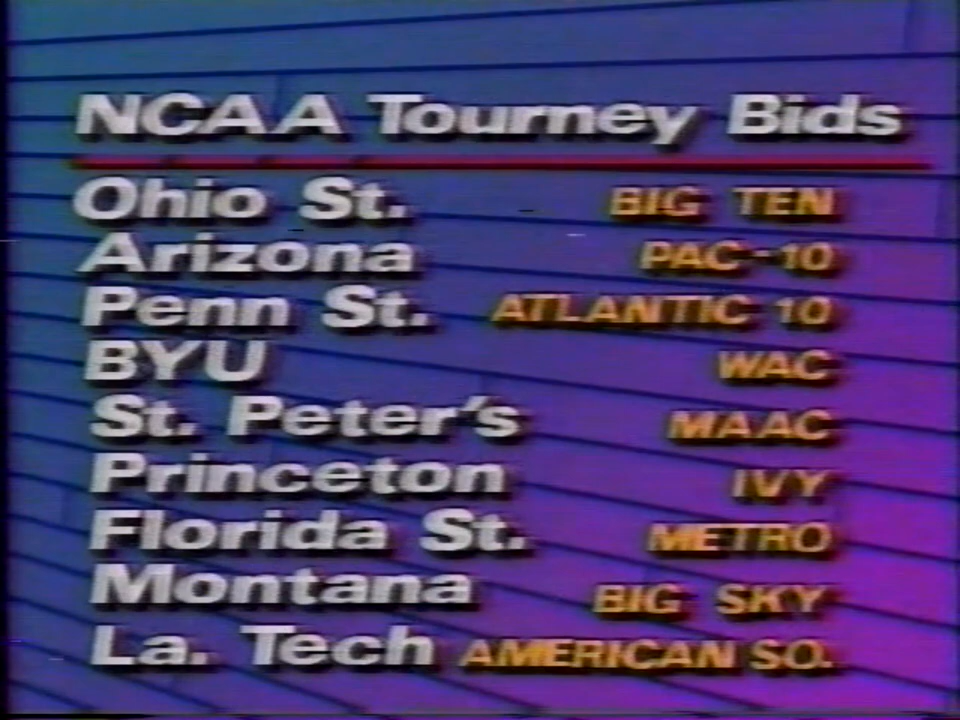 NCAA Tourney Bids
Ohio St. BIG TEN
Arizona PAC-10
Penn St. ATLANTIC 10
BYU WAC
St. Peter's MAAC
Princeton IVY
Florida St. METRO
Montana BIG SKY
La. Tech AMERICAN SO.